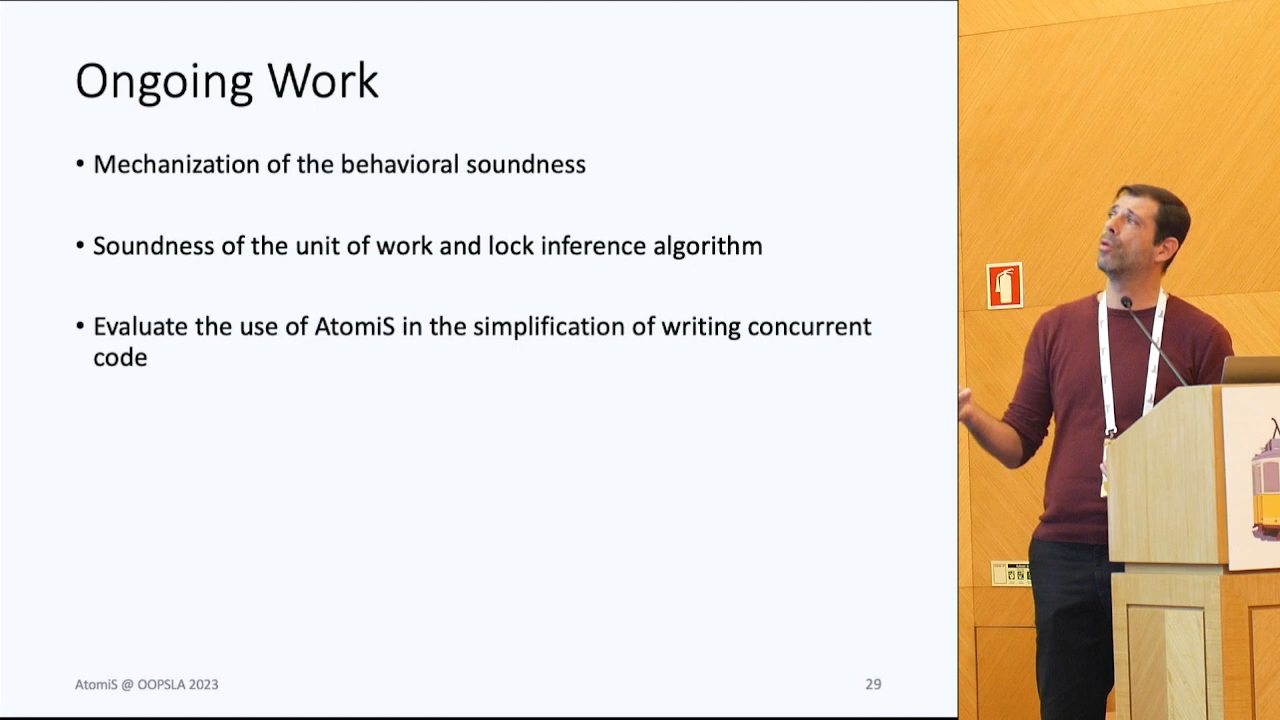 Ongoing Work
• Mechanization of the behavioral soundness
• Soundness of the unit of work and lock inference algorithm
• Evaluate the use of AtomiS in the simplification of writing concurrent
code
AtomiS @ OOPSLA 2023
29